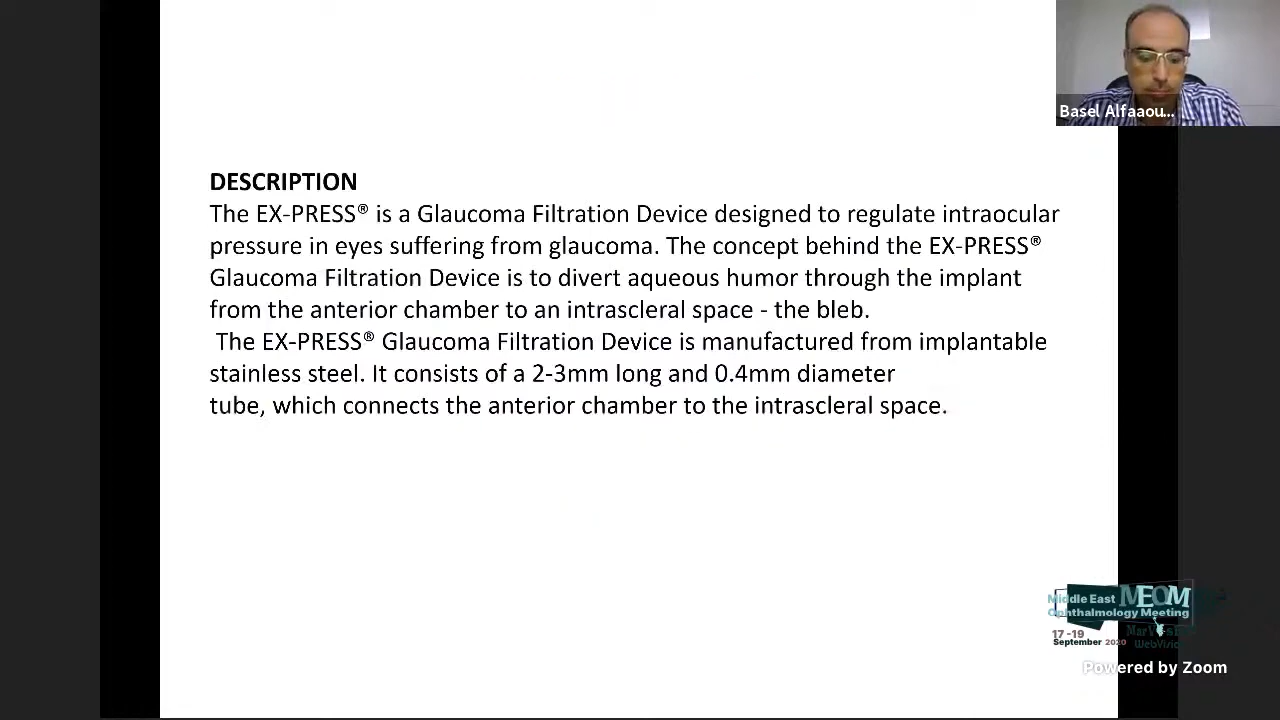 Basel Alfaaou...
DESCRIPTION
The EX-PRESS® is a Glaucoma Filtration Device designed to regulate intraocular
pressure in eyes suffering from glaucoma. The concept behind the EX-PRESS®
Glaucoma Filtration Device is to divert aqueous humor through the implant
from the anterior chamber to an intrascleral space - the bleb.
The EX-PRESS® Glaucoma Filtration Device is manufactured from implantable
stainless steel. It consists of a 2-3mm long and 0.4mm diameter
tube, which connects the anterior chamber to the intrascleral space.
Middle East MEOM
Ophthalmology Meeting
17-19
September 2020
Powered by Zoom